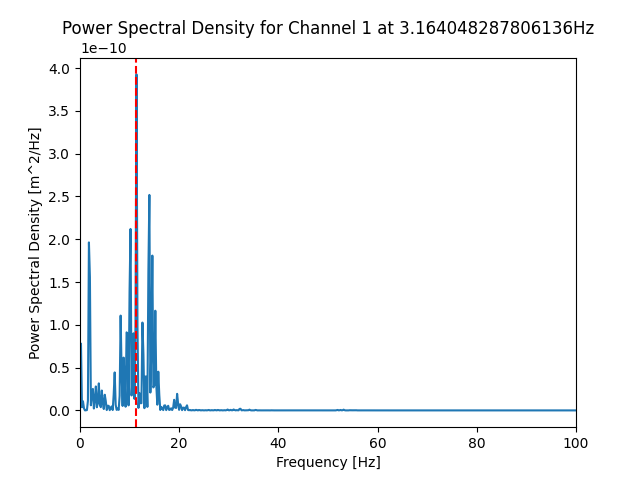 Power Spectral Density for Channel 1 at 3.164048287806136Hz
1e−10
4.0
3.5
3.0
2.5
2.0
1.5
1.0
0.5
0.0
Power Spectral Density [m^2/Hz]
0 20 40 60 80 100
Frequency [Hz]